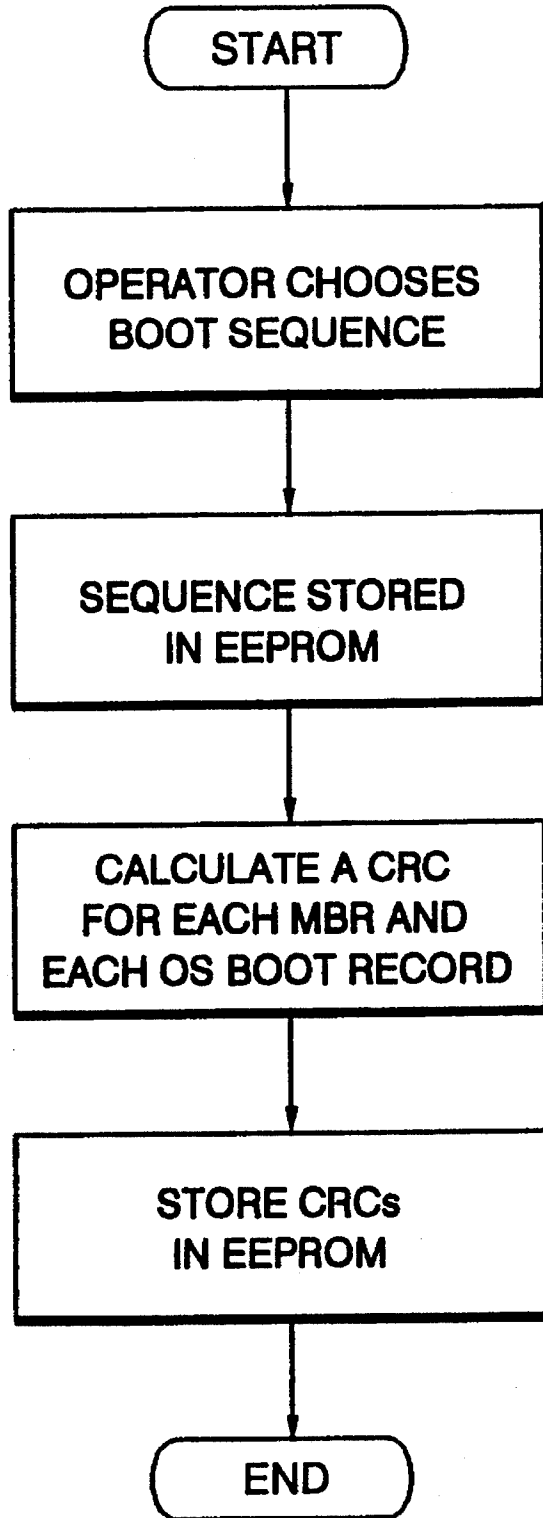 START
OPERATOR CHOOSES
BOOT SEQUENCE
SEQUENCE STORED
IN EEPROM
CALCULATE A CRC
FOR EACH MBR AND
EACH OS BOOT RECORD
STORE CRCs
IN EEPROM
END